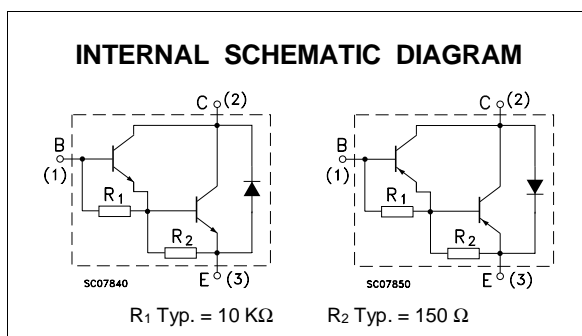 INTERNAL SCHEMATIC DIAGRAM
C (2)
B
(1)
R1
R2
E (3)
SC07840
C (2)
B
(1)
R1
R2
E (3)
SC07850
R1 Typ. = 10 KΩ R2 Typ. = 150 Ω